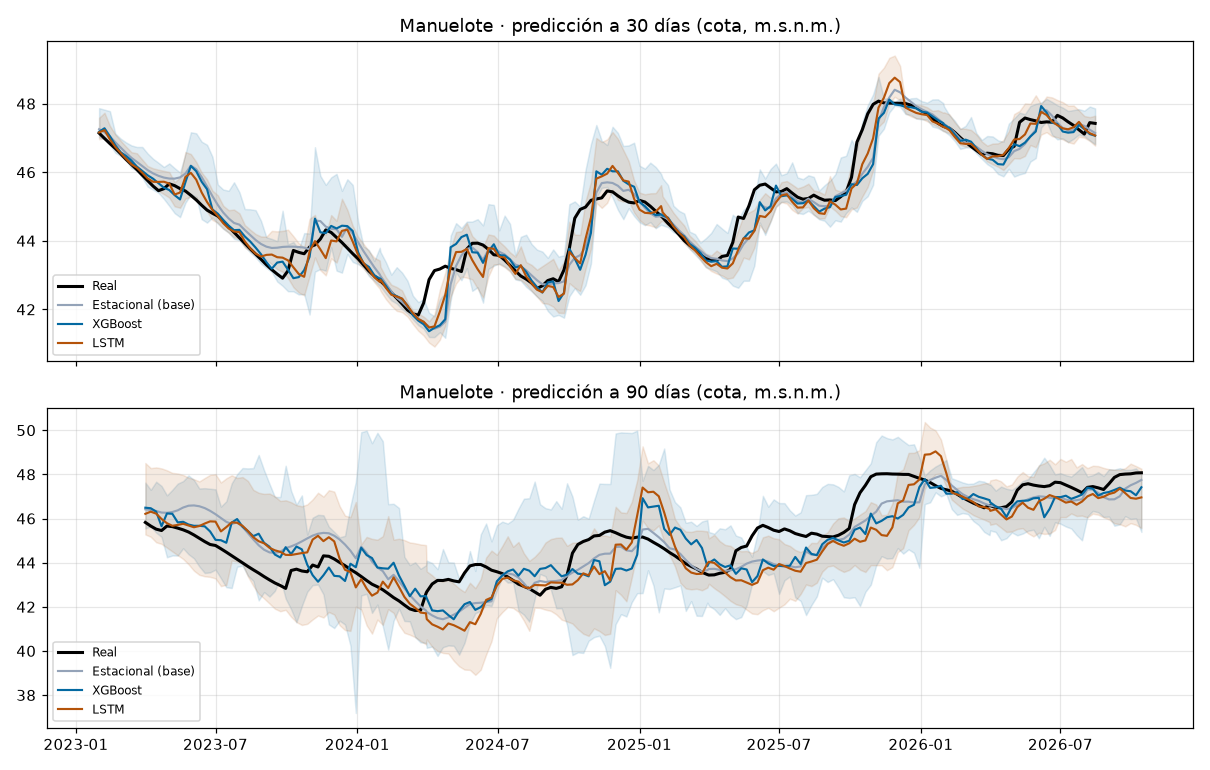 Manuelote · predicción a 30 días (cota, m.s.n.m.)
48
46
44
42
Real
Estacional (base)
XGBoost
LSTM
Manuelote · predicción a 90 días (cota, m.s.n.m.)
50
48
46
44
42
40
38
Real
Estacional (base)
XGBoost
LSTM
2023-01 2023-07 2024-01 2024-07 2025-01 2025-07 2026-01 2026-07